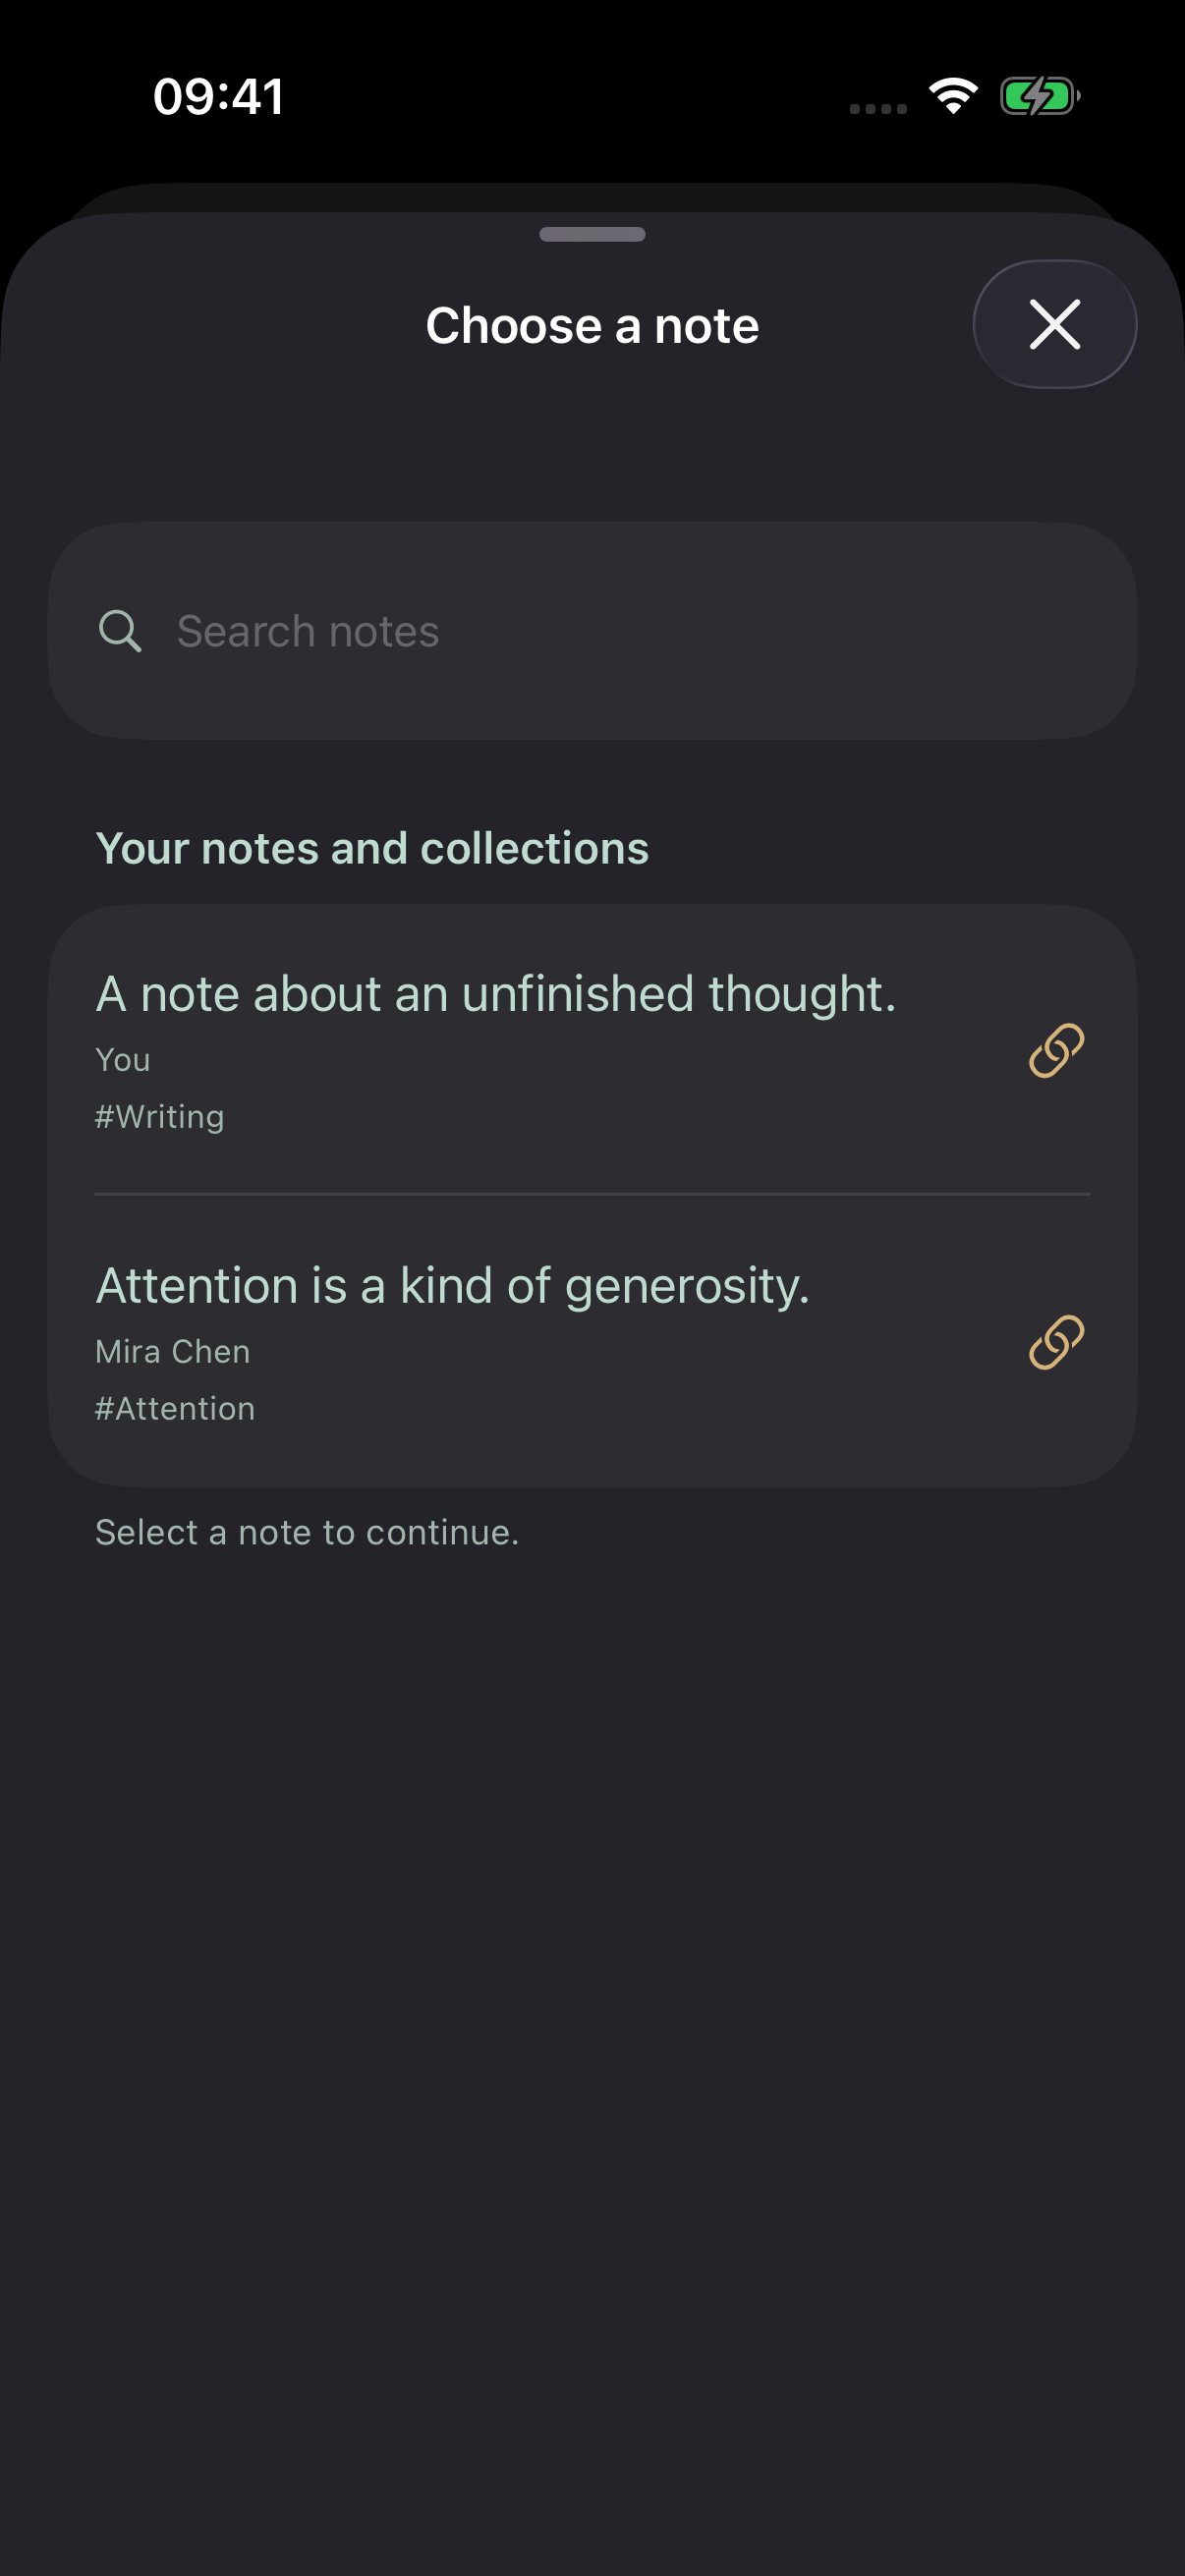 09:41
Choose a note
Search notes
Your notes and collections
A note about an unfinished thought.
You
#Writing
Attention is a kind of generosity.
Mira Chen
#Attention
Select a note to continue.